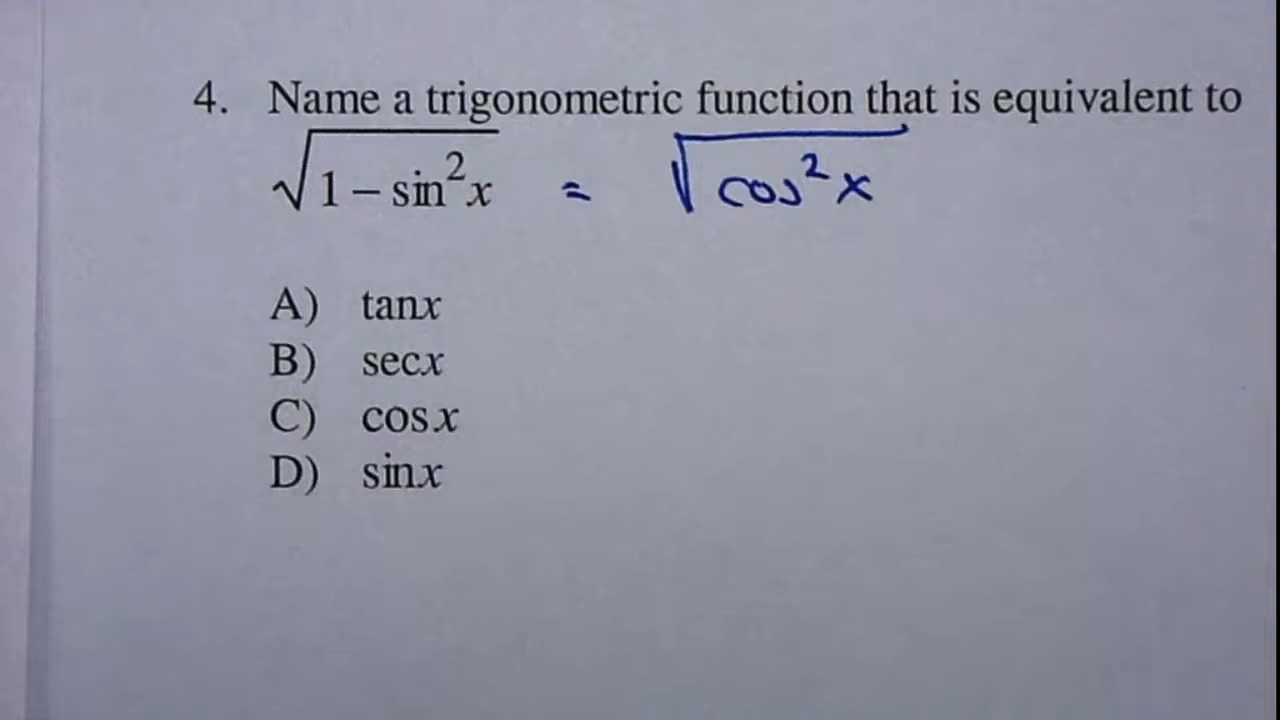 4. Name a trigonometric function that is equivalent to
√1 − sin²x = √cos²x
A) tanx
B) secx
C) cosx
D) sinx